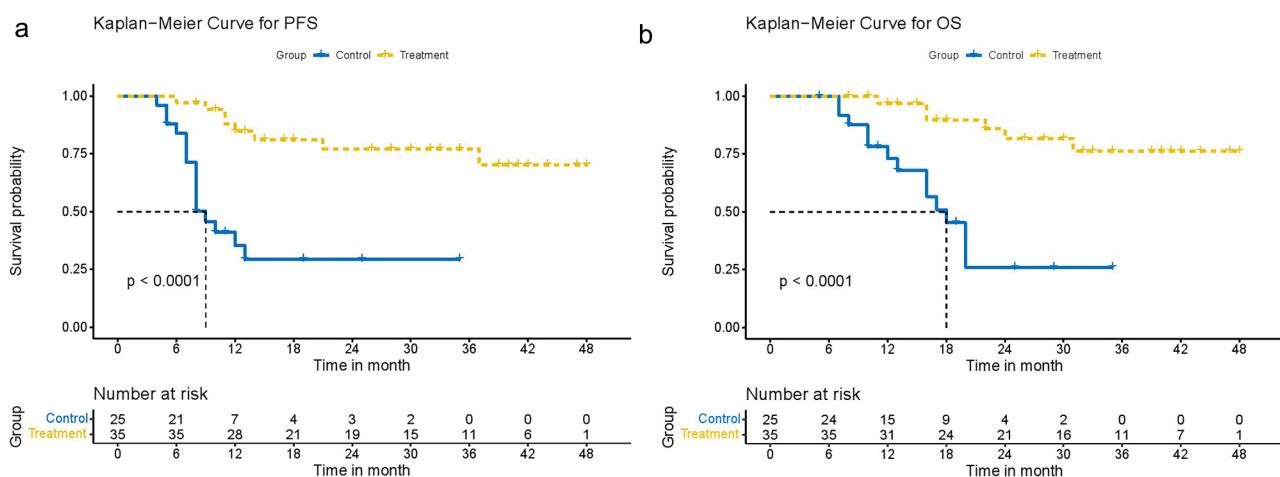 a
Kaplan−Meier Curve for PFS
Group Control Treatment
Survival probability
1.00
0.75
0.50
0.25
0.00
p < 0.0001
0 6 12 18 24 30 36 42 48
Time in month
Number at risk
Group
Control 25 21 7 4 3 2 0 0 0
Treatment 35 35 28 21 19 15 11 6 1
0 6 12 18 24 30 36 42 48
Time in month
b
Kaplan−Meier Curve for OS
Group Control Treatment
Survival probability
1.00
0.75
0.50
0.25
0.00
p < 0.0001
0 6 12 18 24 30 36 42 48
Time in month
Number at risk
Group
Control 25 24 15 9 4 2 0 0 0
Treatment 35 35 31 24 21 16 11 7 1
0 6 12 18 24 30 36 42 48
Time in month